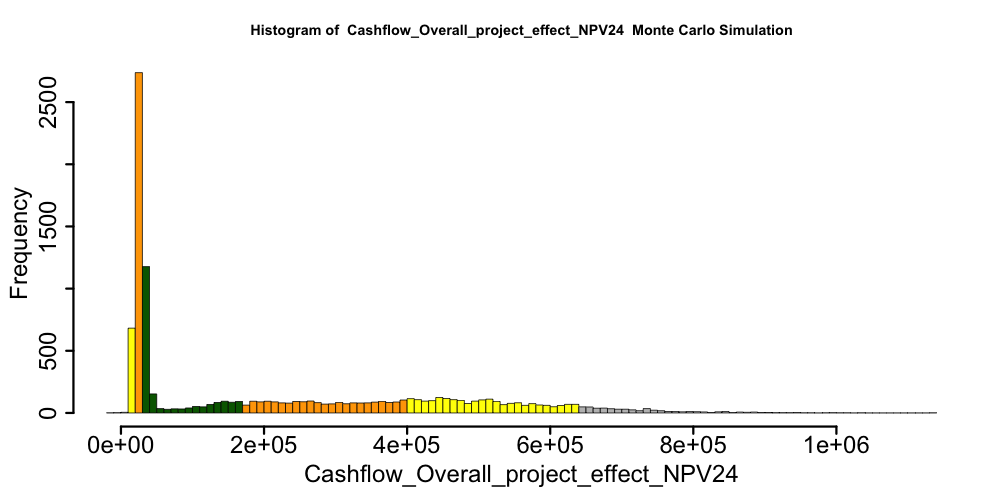 Histogram of Cashflow_Overall_project_effect_NPV24 Monte Carlo Simulation
Frequency
2500
1500
500
0
0e+00 2e+05 4e+05 6e+05 8e+05 1e+06
Cashflow_Overall_project_effect_NPV24